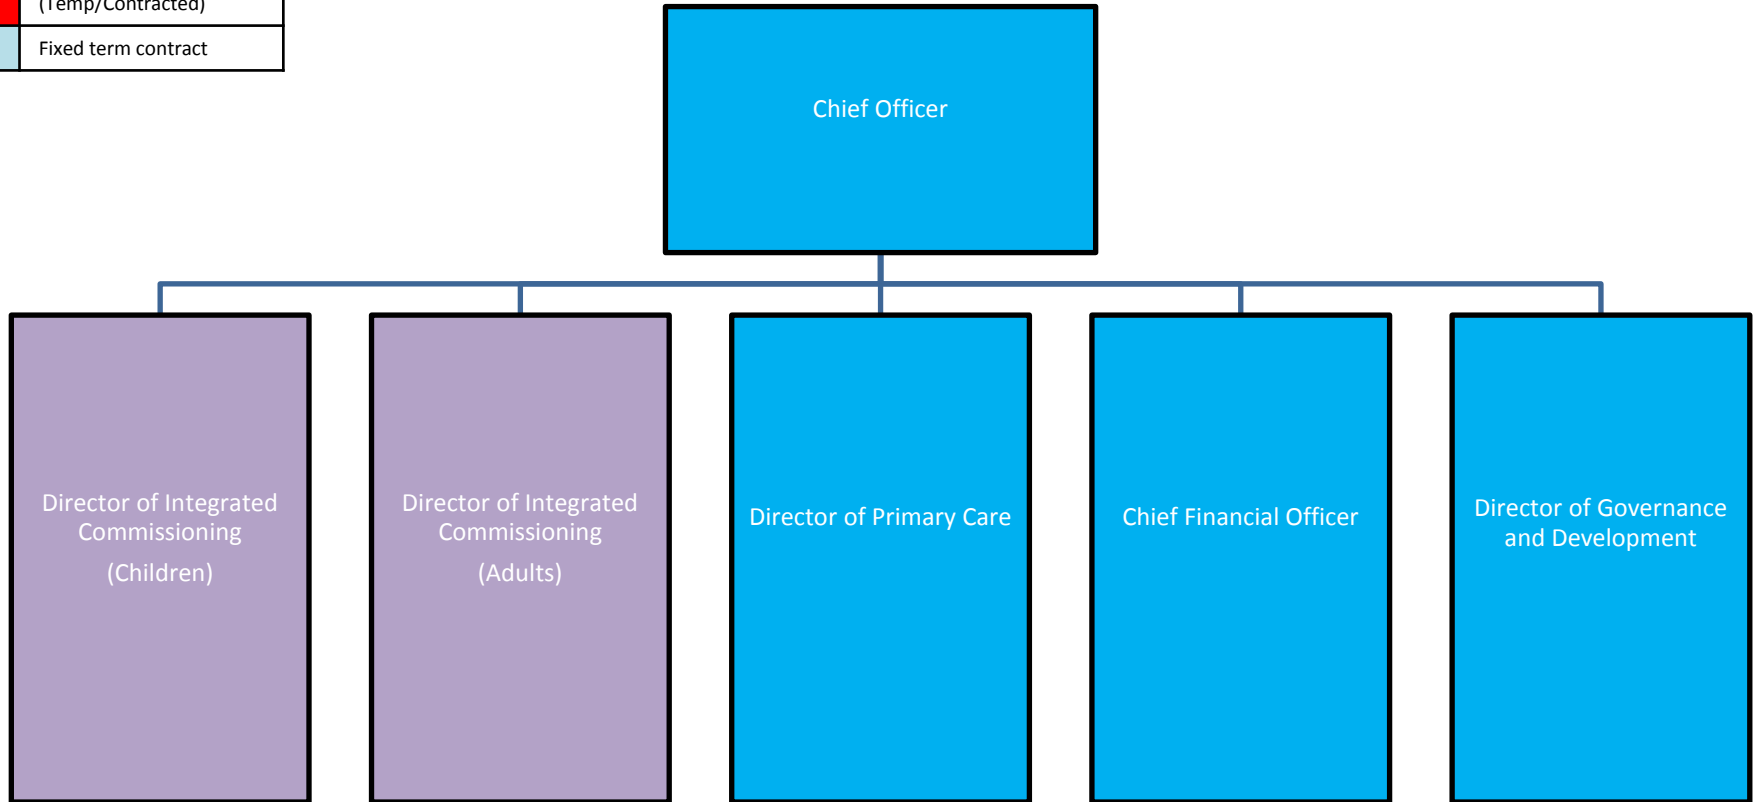 (Temp/Contracted)
Fixed term contract
Chief Officer
Director of Integrated
Commissioning
(Children)
Director of Integrated
Commissioning
(Adults)
Director of Primary Care
Chief Financial Officer
Director of Governance
and Development